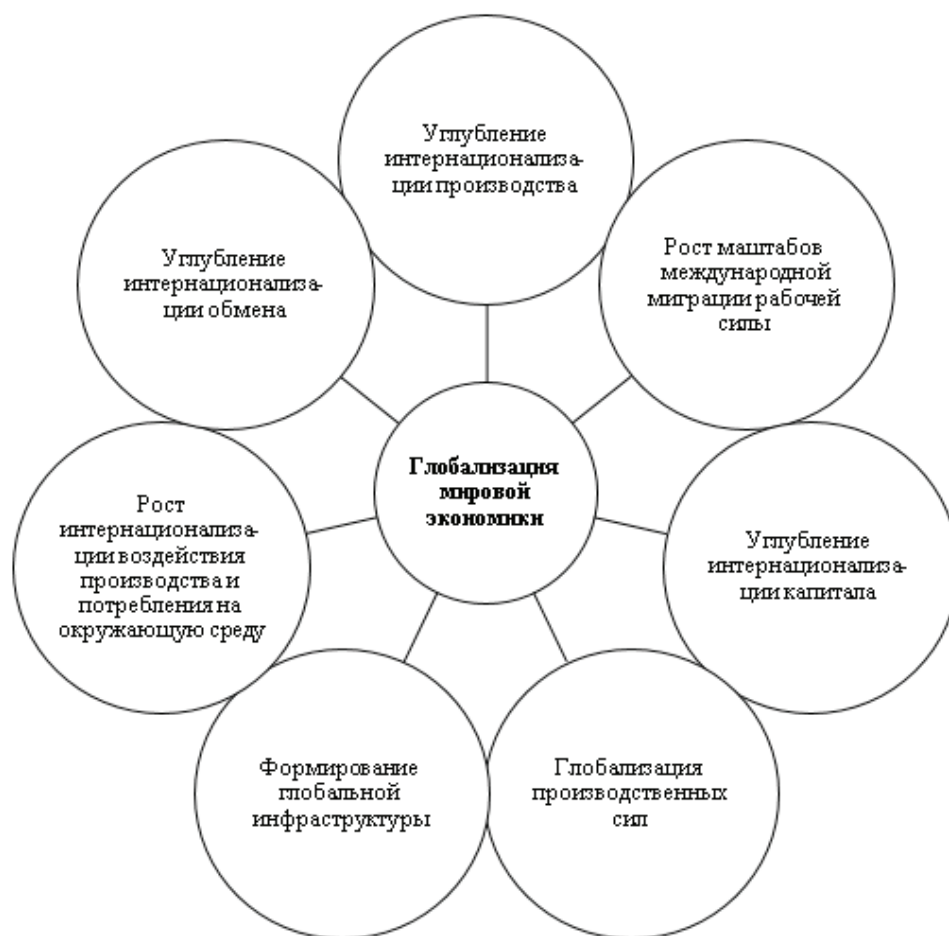 Углубление
интернационализа-
ции производства
Рост маштабов
международной
миграции рабочей
силы
Углубление
интернационализа-
ции капитала
Глобализация
производственных
сил
Формирование
глобальной
инфраструктуры
Рост
интернационализа-
ции воздействия
производства и
потребления на
окружающую среду
Углубление
интернационализа-
ции обмена
Глобализация
мировой
экономики